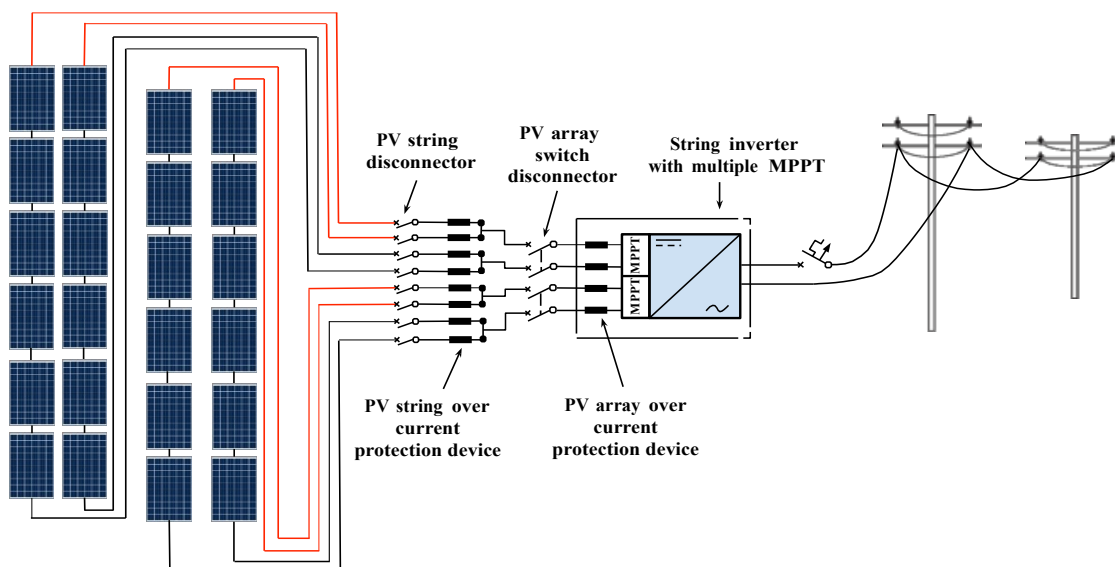 PV string
disconnector
PV array
switch
disconnector
String inverter
with multiple MPPT
MPPT
MPPT
PV string over
current
protection device
PV array over
current
protection device